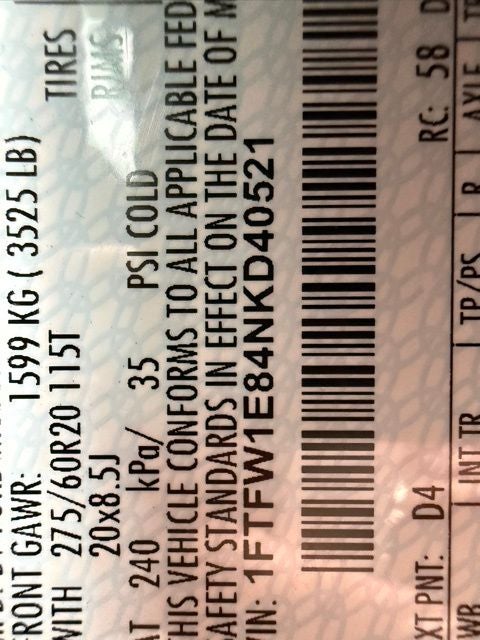 FRONT GAWR: 1599 KG ( 3525 LB)
WITH 275/60R20 115T TIRES
20x8.5J RIMS
AT 240 kPa/ 35 PSI COLD
THIS VEHICLE CONFORMS TO ALL APPLICABLE FED
SAFETY STANDARDS IN EFFECT ON THE DATE OF M
VIN: 1FTFW1E84NKD40521
EXT PNT: D4 RC: 58 D
WB INT TR TP/PS R AXLE TR